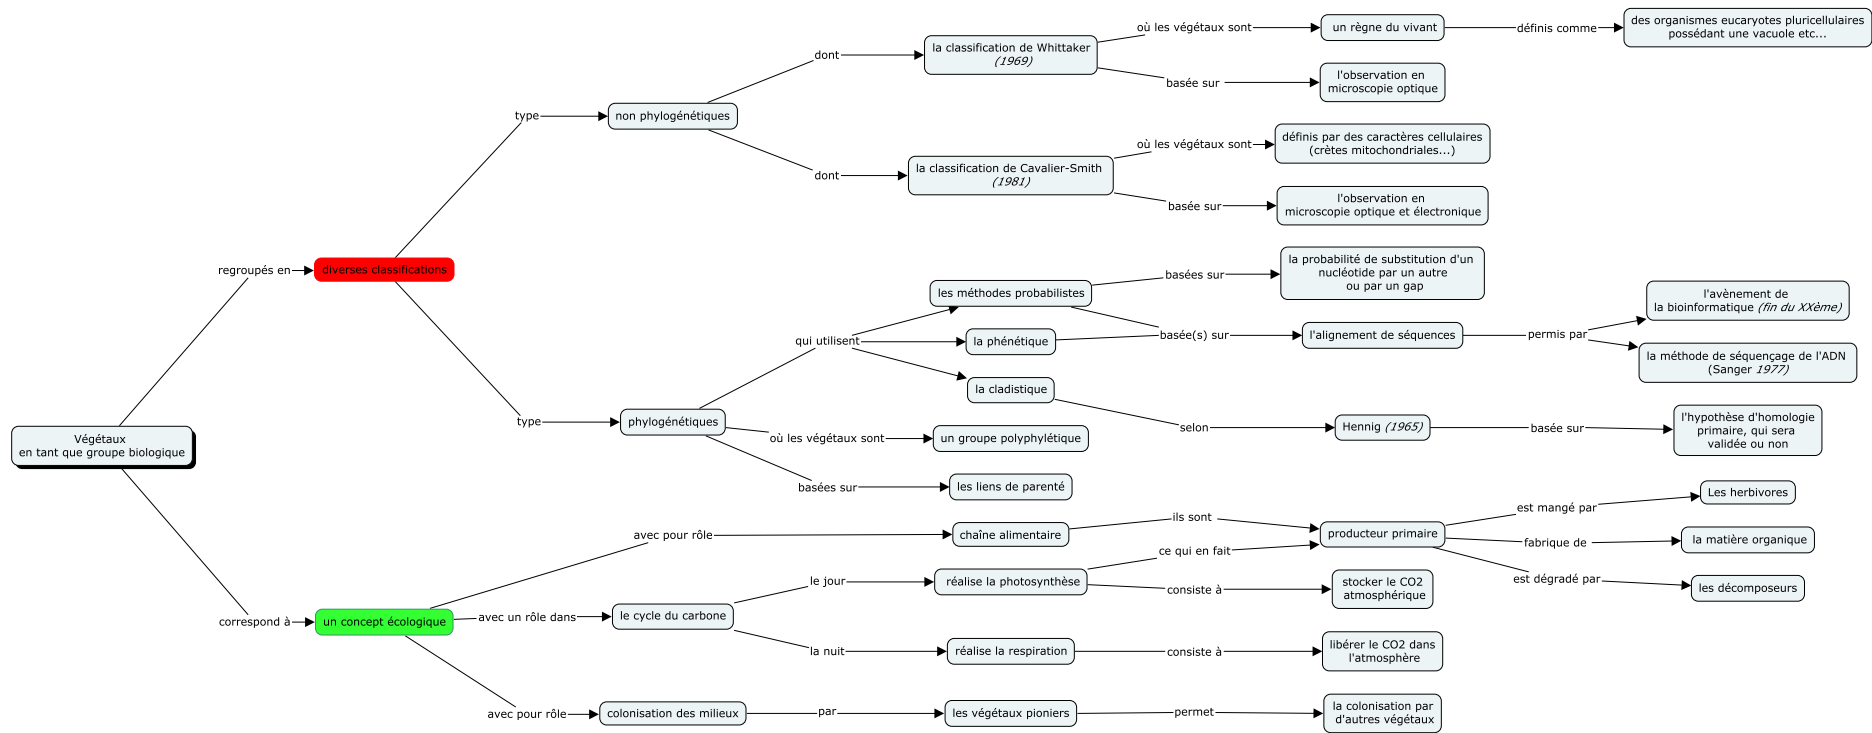 Végétaux
en tant que groupe biologique
regroupés en
diverses classifications
type
non phylogénétiques
dont
la classification de Whittaker
(1969)
où les végétaux sont
un règne du vivant
définis comme
des organismes eucaryotes pluricellulaires
possédant une vacuole etc...
basée sur
l'observation en
microscopie optique
dont
la classification de Cavalier-Smith
(1981)
où les végétaux sont
définis par des caractères cellulaires
(crètes mitochondriales...)
basée sur
l'observation en
microscopie optique et électronique
type
phylogénétiques
qui utilisent
les méthodes probabilistes
basées sur
la probabilité de substitution d'un
nucléotide par un autre
ou par un gap
la phénétique
basée(s) sur
l'alignement de séquences
permis par
l'avènement de
la bioinformatique (fin du XXème)
la méthode de séquençage de l'ADN
(Sanger 1977)
la cladistique
selon
Hennig (1965)
basée sur
l'hypothèse d'homologie
primaire, qui sera
validée ou non
où les végétaux sont
un groupe polyphylétique
basées sur
les liens de parenté
correspond à
un concept écologique
avec pour rôle
chaîne alimentaire
ils sont
producteur primaire
est mangé par
Les herbivores
fabrique de
la matière organique
est dégradé par
les décomposeurs
avec un rôle dans
le cycle du carbone
le jour
réalise la photosynthèse
ce qui en fait
consiste à
stocker le CO2
atmosphérique
la nuit
réalise la respiration
consiste à
libérer le CO2 dans
l'atmosphère
avec pour rôle
colonisation des milieux
par
les végétaux pioniers
permet
la colonisation par
d'autres végétaux